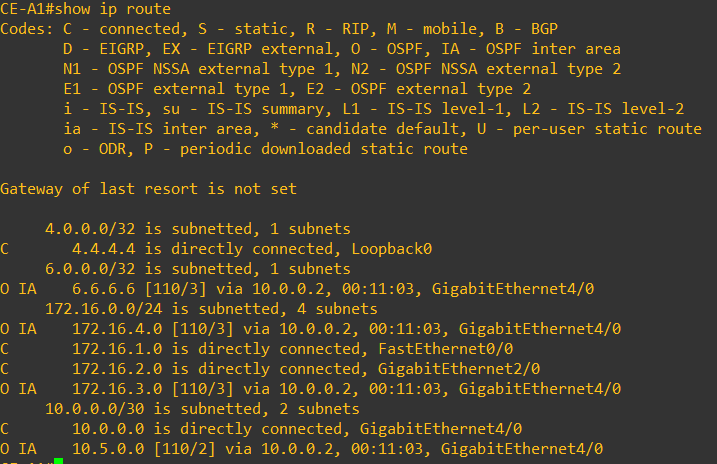 CE-A1#show ip route
Codes: C - connected, S - static, R - RIP, M - mobile, B - BGP
       D - EIGRP, EX - EIGRP external, O - OSPF, IA - OSPF inter area
       N1 - OSPF NSSA external type 1, N2 - OSPF NSSA external type 2
       E1 - OSPF external type 1, E2 - OSPF external type 2
       i - IS-IS, su - IS-IS summary, L1 - IS-IS level-1, L2 - IS-IS level-2
       ia - IS-IS inter area, * - candidate default, U - per-user static route
       o - ODR, P - periodic downloaded static route

Gateway of last resort is not set

     4.0.0.0/32 is subnetted, 1 subnets
C       4.4.4.4 is directly connected, Loopback0
     6.0.0.0/32 is subnetted, 1 subnets
O IA    6.6.6.6 [110/3] via 10.0.0.2, 00:11:03, GigabitEthernet4/0
     172.16.0.0/24 is subnetted, 4 subnets
O IA    172.16.4.0 [110/3] via 10.0.0.2, 00:11:03, GigabitEthernet4/0
C       172.16.1.0 is directly connected, FastEthernet0/0
C       172.16.2.0 is directly connected, GigabitEthernet2/0
O IA    172.16.3.0 [110/3] via 10.0.0.2, 00:11:03, GigabitEthernet4/0
     10.0.0.0/30 is subnetted, 2 subnets
C       10.0.0.0 is directly connected, GigabitEthernet4/0
O IA    10.5.0.0 [110/2] via 10.0.0.2, 00:11:03, GigabitEthernet4/0
CE-A1#